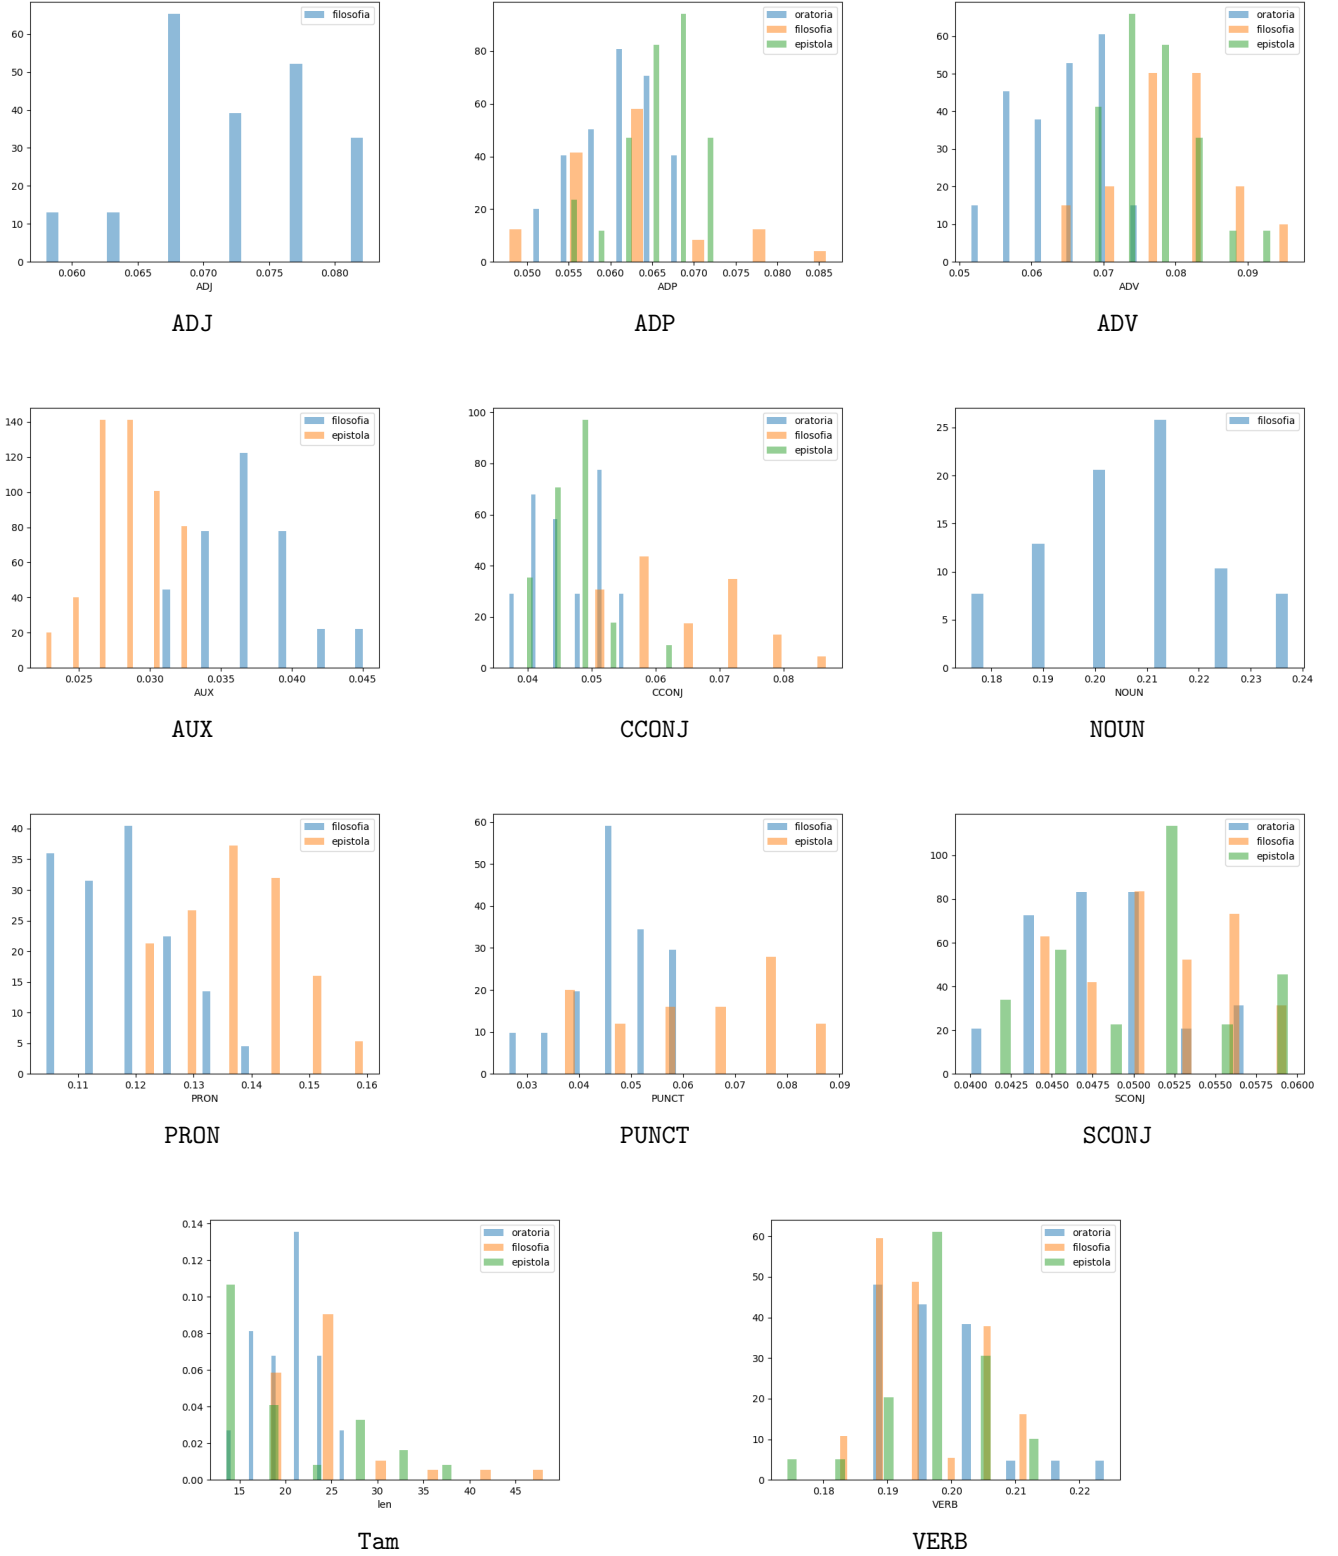 filosofia
60
50
40
30
20
10
0
0.060 0.065 0.070 0.075 0.080
ADJ
ADJ
oratoria
filosofia
epistola
80
60
40
20
0
0.050 0.055 0.060 0.065 0.070 0.075 0.080 0.085
ADP
ADP
oratoria
filosofia
epistola
60
50
40
30
20
10
0
0.05 0.06 0.07 0.08 0.09
ADV
ADV
filosofia
epistola
140
120
100
80
60
40
20
0
0.025 0.030 0.035 0.040 0.045
AUX
AUX
oratoria
filosofia
epistola
100
80
60
40
20
0
0.04 0.05 0.06 0.07 0.08
CCONJ
CCONJ
filosofia
25
20
15
10
5
0
0.18 0.19 0.20 0.21 0.22 0.23 0.24
NOUN
NOUN
filosofia
epistola
40
35
30
25
20
15
10
5
0
0.11 0.12 0.13 0.14 0.15 0.16
PRON
PRON
filosofia
epistola
60
50
40
30
20
10
0
0.03 0.04 0.05 0.06 0.07 0.08 0.09
PUNCT
PUNCT
oratoria
filosofia
epistola
100
80
60
40
20
0
0.0400 0.0425 0.0450 0.0475 0.0500 0.0525 0.0550 0.0575 0.0600
SCONJ
SCONJ
oratoria
filosofia
epistola
0.14
0.12
0.10
0.08
0.06
0.04
0.02
0.00
15 20 25 30 35 40 45
len
Tam
oratoria
filosofia
epistola
60
50
40
30
20
10
0
0.18 0.19 0.20 0.21 0.22
VERB
VERB